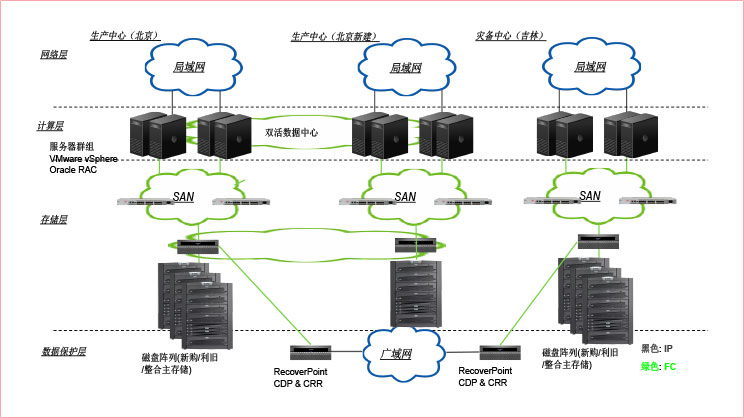 生产中心（北京）
生产中心（北京新建）
灾备中心（吉林）
网络层
局域网
局域网
局域网
计算层
双活数据中心
服务器群组
VMware vSphere
Oracle RAC
SAN
SAN
SAN
存储层
数据保护层
磁盘阵列(新购/利旧
/整合主存储)
广域网
磁盘阵列(新购/利旧
/整合主存储)
黑色: IP
绿色: FC
RecoverPoint
CDP & CRR
RecoverPoint
CDP & CRR